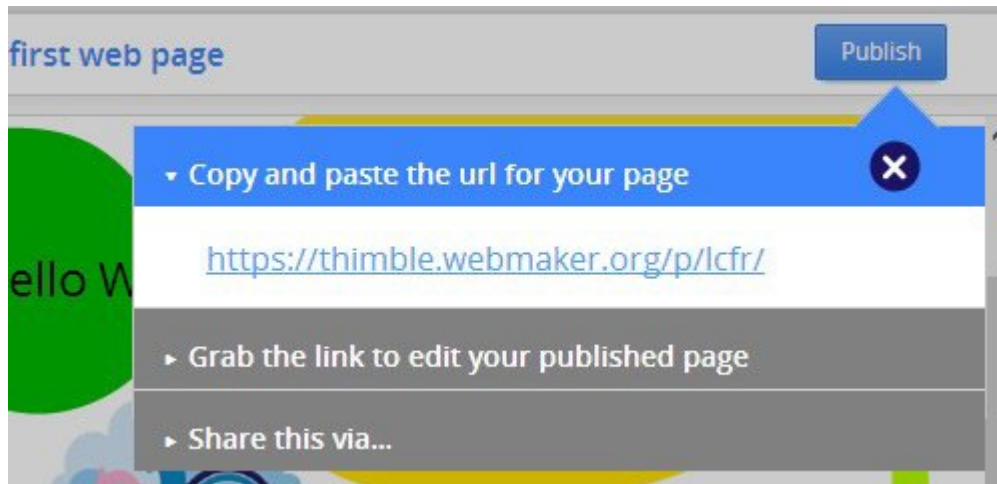 first web page
Publish
Copy and paste the url for your page
https://thimble.webmaker.org/p/lcfr/
ello W
Grab the link to edit your published page
Share this via...